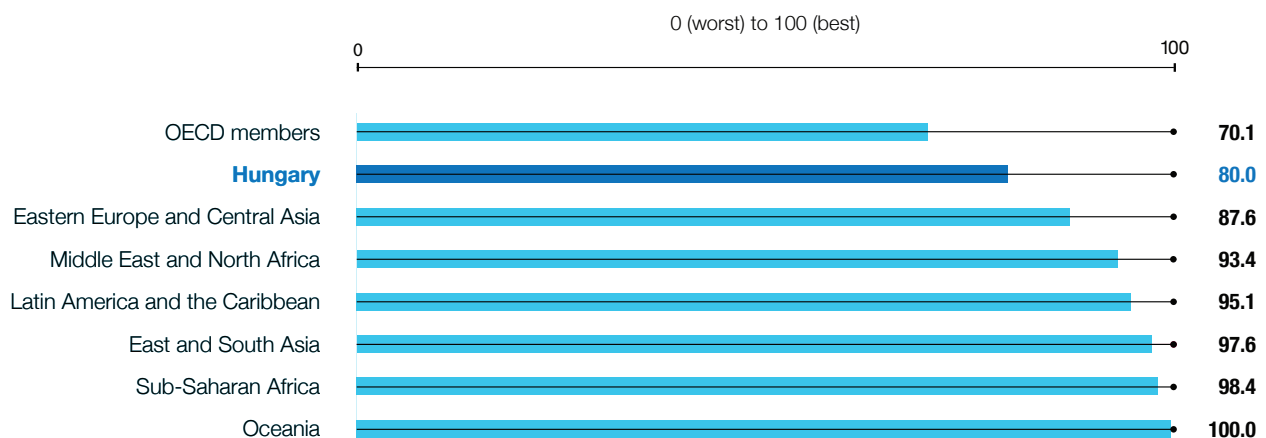 0 (worst) to 100 (best)
0 100
OECD members 70.1
Hungary 80.0
Eastern Europe and Central Asia 87.6
Middle East and North Africa 93.4
Latin America and the Caribbean 95.1
East and South Asia 97.6
Sub-Saharan Africa 98.4
Oceania 100.0